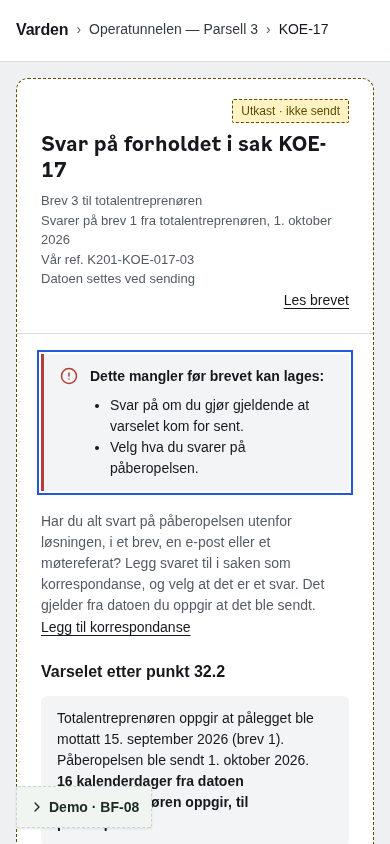 Varden › Operatunnelen — Parsell 3 › KOE-17
Utkast · ikke sendt
Svar på forholdet i sak KOE-
17
Brev 3 til totalentreprenøren
Svarer på brev 1 fra totalentreprenøren, 1. oktober
2026
Vår ref. K201-KOE-017-03
Datoen settes ved sending
Les brevet
Dette mangler før brevet kan lages:
• Svar på om du gjør gjeldende at
varselet kom for sent.
• Velg hva du svarer på
påberopelsen.
Har du alt svart på påberopelsen utenfor
løsningen, i et brev, en e-post eller et
møtereferat? Legg svaret til i saken som
korrespondanse, og velg at det er et svar. Det
gjelder fra datoen du oppgir at det ble sendt.
Legg til korrespondanse
Varselet etter punkt 32.2
Totalentreprenøren oppgir at pålegget ble
mottatt 15. september 2026 (brev 1).
Påberopelsen ble sendt 1. oktober 2026.
16 kalenderdager fra datoen
oppgir, til
Demo · BF-08